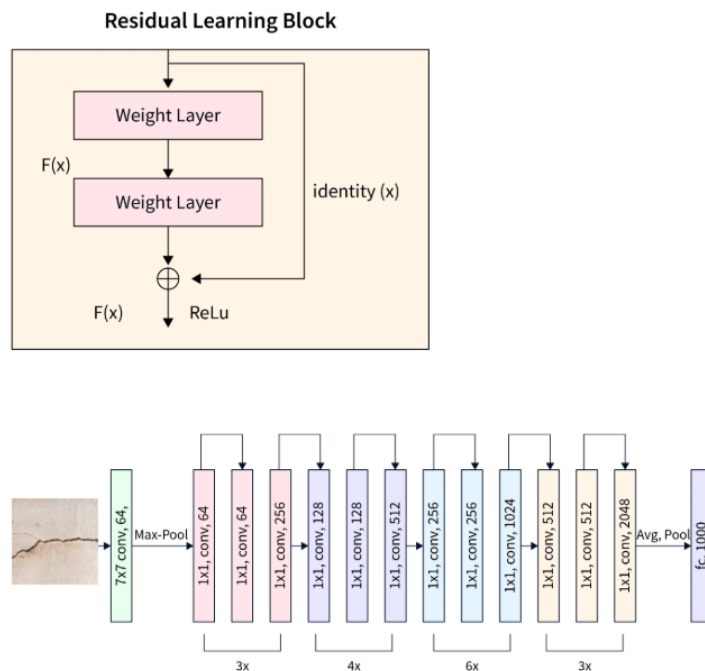 Residual Learning Block
Weight Layer
F(x)
Weight Layer
identity (x)
F(x)
ReLu
7x7 conv, 64,
Max-Pool
1x1, conv, 64
1x1, conv, 64
1x1, conv, 256
1x1, conv, 128
1x1, conv, 128
1x1, conv, 512
1x1, conv, 256
1x1, conv, 256
1x1, conv, 1024
1x1, conv, 512
1x1, conv, 512
1x1, conv, 2048
Avg, Pool
fc, 1000
3x
4x
6x
3x